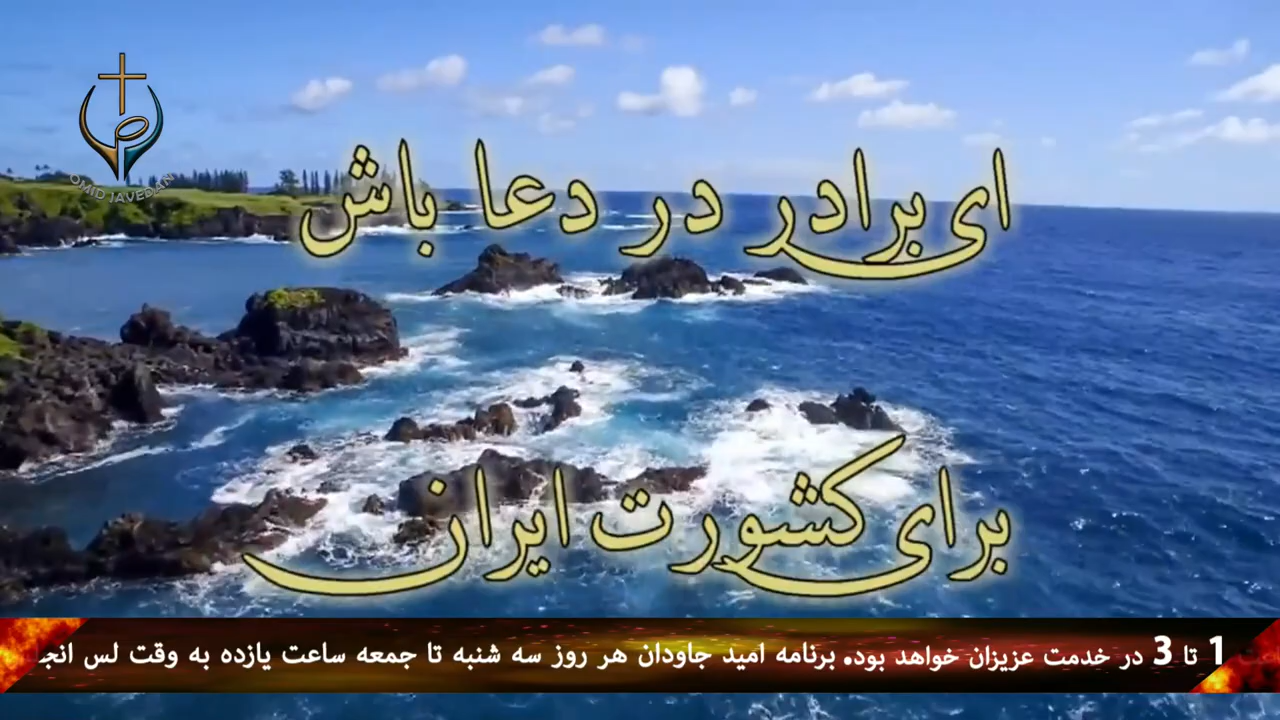 OMID JAVEDAN
ای برادر در دعا باش
برای کشورت ایران
1 تا 3 در خدمت عزیزان خواهد بود. برنامه امید جاودان هر روز سه شنبه تا جمعه ساعت یازده به وقت لس انجا